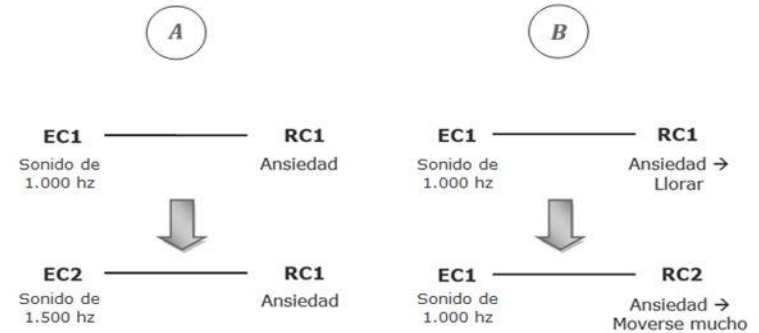 A
B
EC1
RC1
Sonido de
1.000 hz
Ansiedad
EC2
RC1
Sonido de
1.500 hz
Ansiedad
EC1
RC1
Sonido de
1.000 hz
Ansiedad →
Llorar
EC1
RC2
Sonido de
1.000 hz
Ansiedad →
Moverse mucho